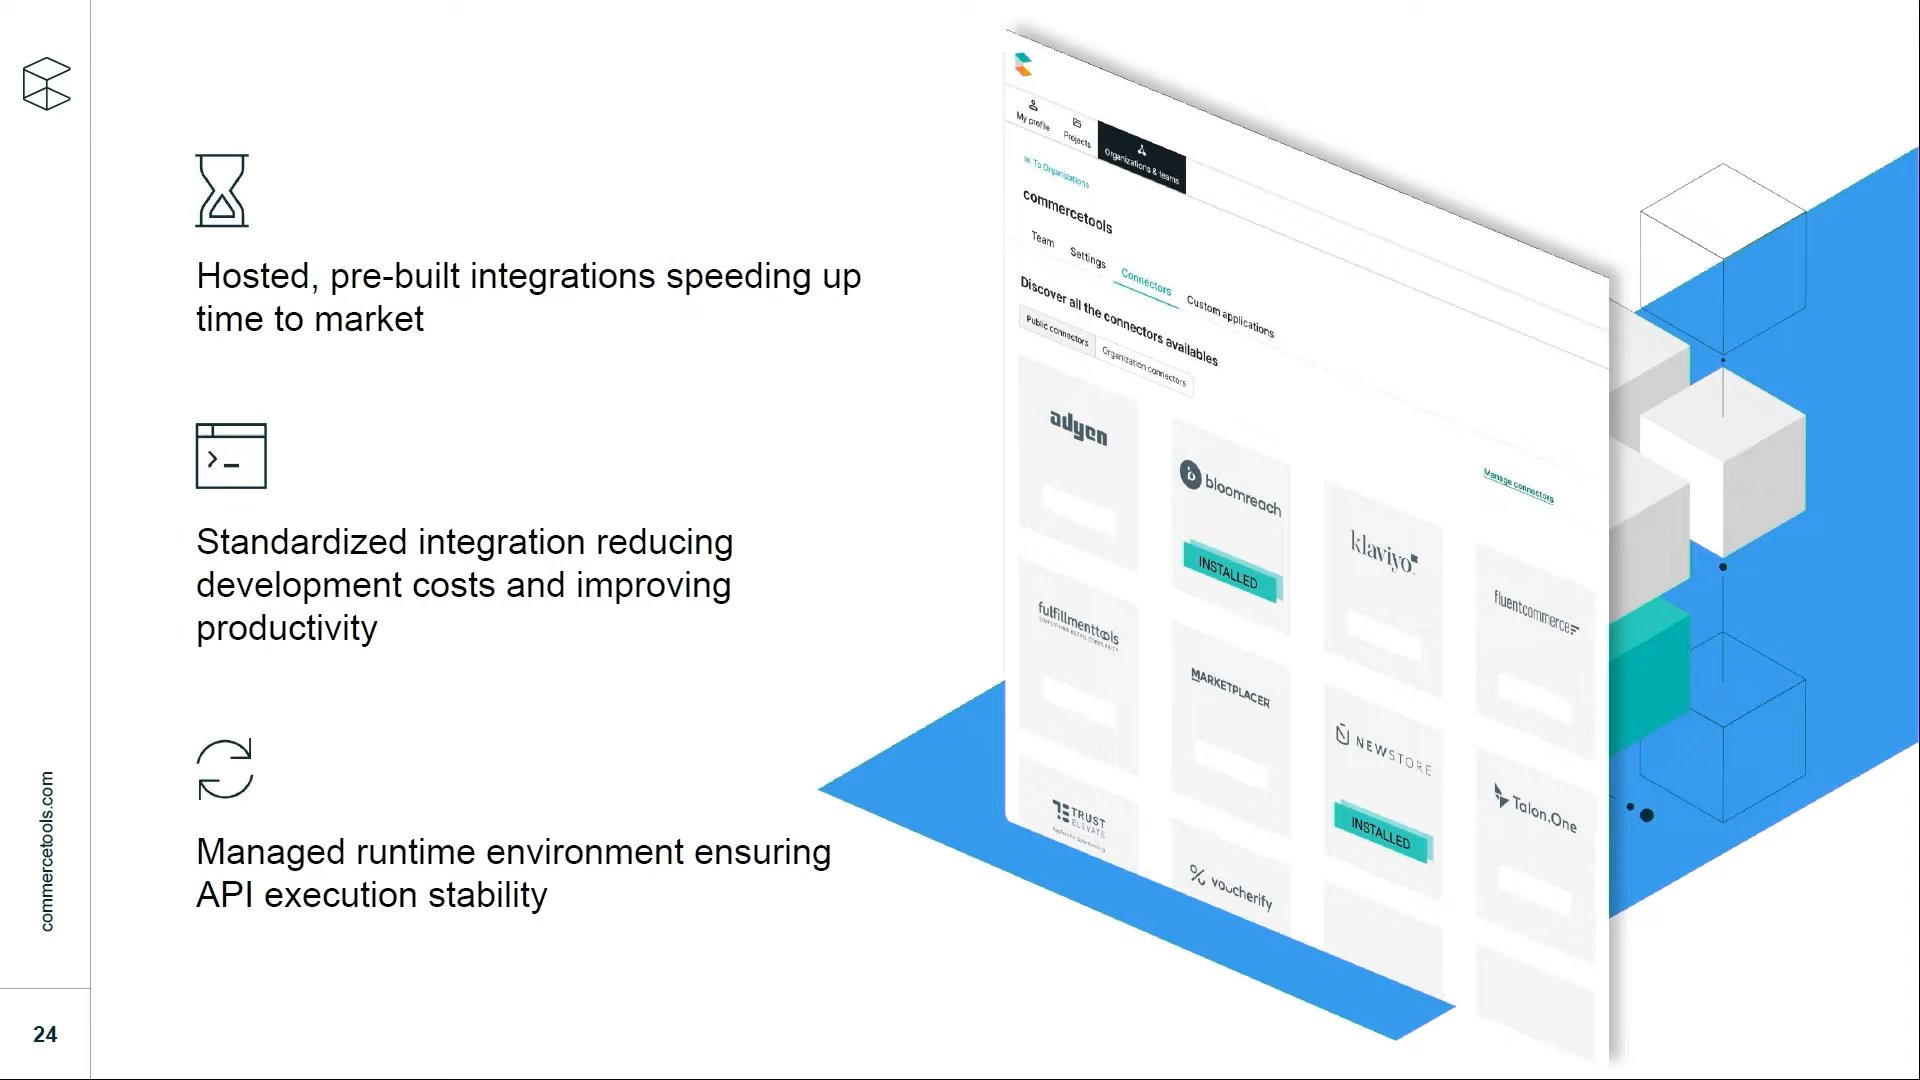 Hosted, pre-built integrations speeding up
time to market
Standardized integration reducing
development costs and improving
productivity
Managed runtime environment ensuring
API execution stability
commercetools.com
24
My profile
Projects
Organizations & teams
To Organizations
commercetools
Team
Settings
Connectors
Custom applications
Discover all the connectors availables
Public connectors
Organization connectors
Manage connectors
adyen
bloomreach
INSTALLED
klaviyo
fluentcommerce
fulfillmenttools
MARKETPLACER
NEWSTORE
INSTALLED
Talon.One
TRUST
ELEVATE
voucherify